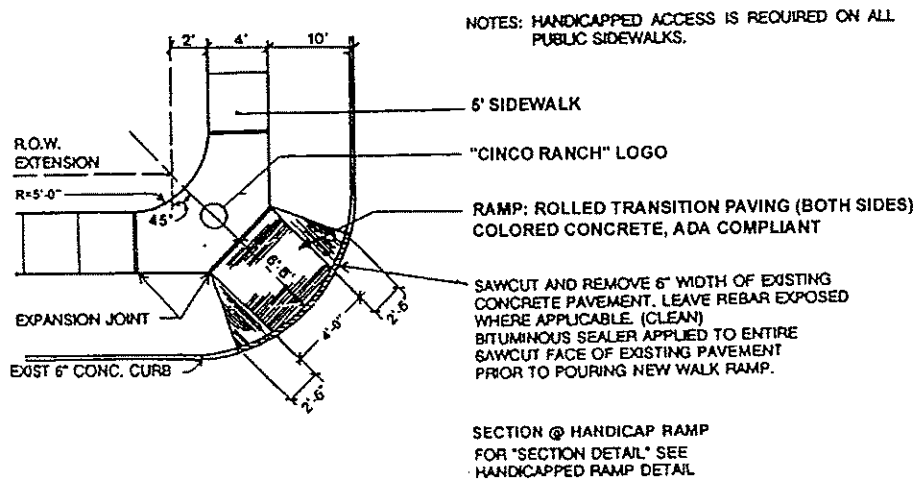 NOTES: HANDICAPPED ACCESS IS REQUIRED ON ALL
PUBLIC SIDEWALKS.
2' 4' 10'
5' SIDEWALK
R.O.W.
EXTENSION
"CINCO RANCH" LOGO
R=5'-0"
45°
RAMP: ROLLED TRANSITION PAVING (BOTH SIDES)
COLORED CONCRETE, ADA COMPLIANT
SAWCUT AND REMOVE 6" WIDTH OF EXISTING
CONCRETE PAVEMENT. LEAVE REBAR EXPOSED
WHERE APPLICABLE. (CLEAN)
BITUMINOUS SEALER APPLIED TO ENTIRE
SAWCUT FACE OF EXISTING PAVEMENT
PRIOR TO POURING NEW WALK RAMP.
2'-6"
4'-0"
EXPANSION JOINT
EXIST 6" CONC. CURB
2'-6"
SECTION @ HANDICAP RAMP
FOR "SECTION DETAIL" SEE
HANDICAPPED RAMP DETAIL